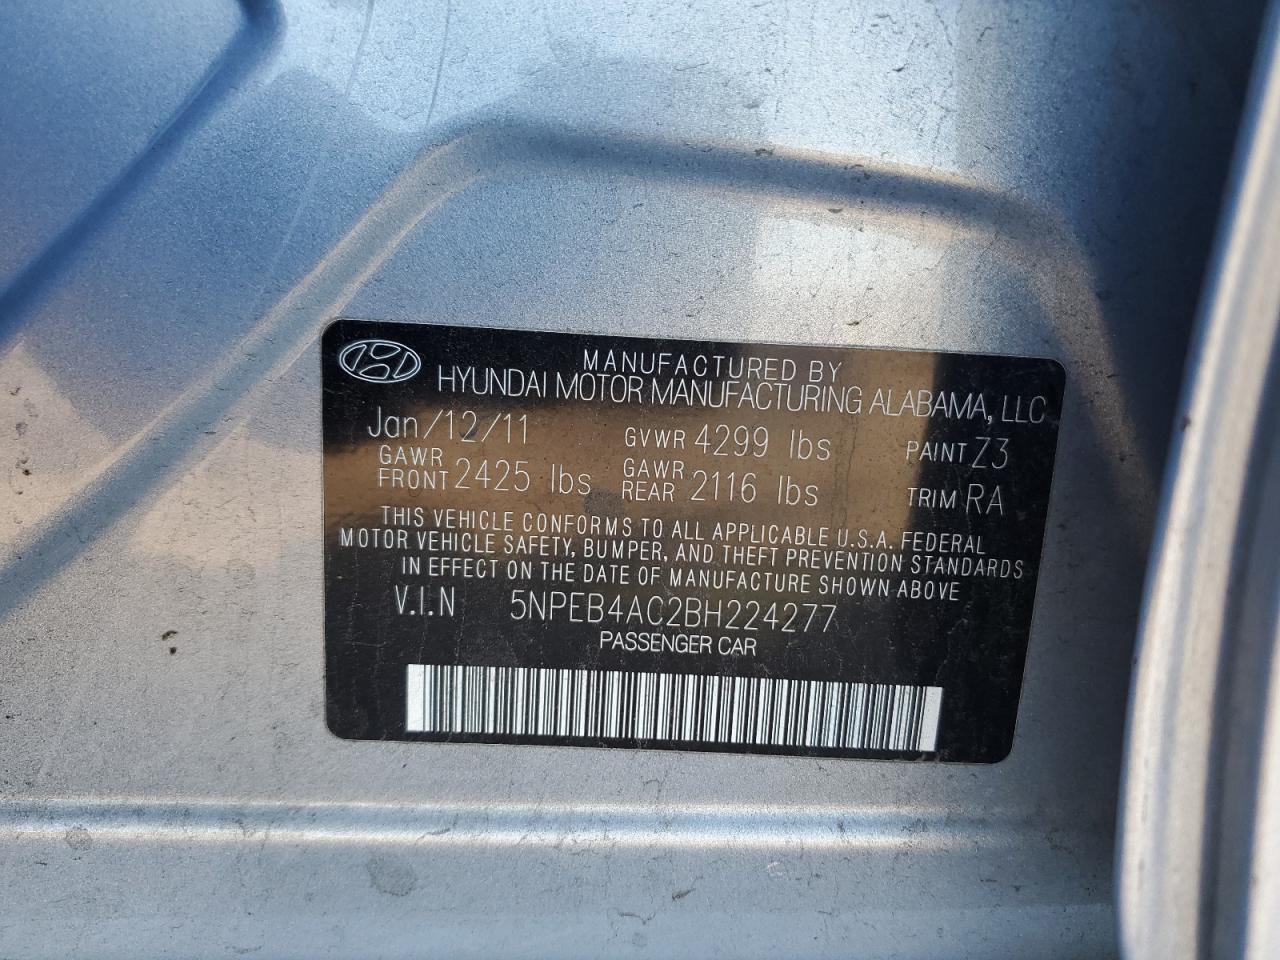 MANUFACTURED BY
HYUNDAI MOTOR MANUFACTURING ALABAMA, LLC
Jan/12/11 GVWR 4299 lbs PAINT Z3
GAWR FRONT 2425 lbs GAWR REAR 2116 lbs TRIM RA
THIS VEHICLE CONFORMS TO ALL APPLICABLE U.S.A. FEDERAL
MOTOR VEHICLE SAFETY, BUMPER, AND THEFT PREVENTION STANDARDS
IN EFFECT ON THE DATE OF MANUFACTURE SHOWN ABOVE
V.I.N 5NPEB4AC2BH224277
PASSENGER CAR